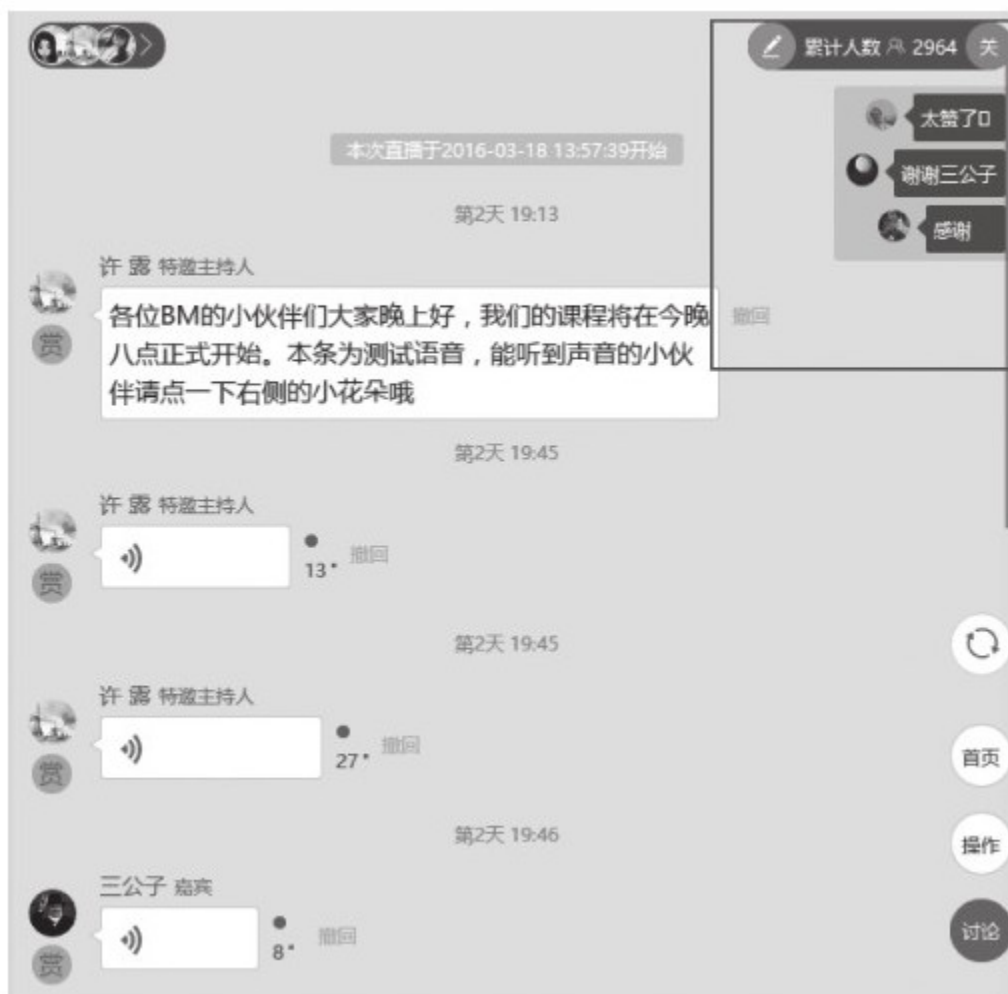 累计人数 2964 关
太赞了
谢谢三公子
感谢
本次直播于2016-03-18 13:57:39开始
第2天 19:13
许 露 特邀主持人
赏
各位BM的小伙伴们大家晚上好，我们的课程将在今晚
八点正式开始。本条为测试语音，能听到声音的小伙
伴请点一下右侧的小花朵哦
撤回
第2天 19:45
许 露 特邀主持人
赏
13"
撤回
第2天 19:45
许 露 特邀主持人
赏
27"
撤回
首页
第2天 19:46
操作
三公子 嘉宾
赏
8"
撤回
讨论